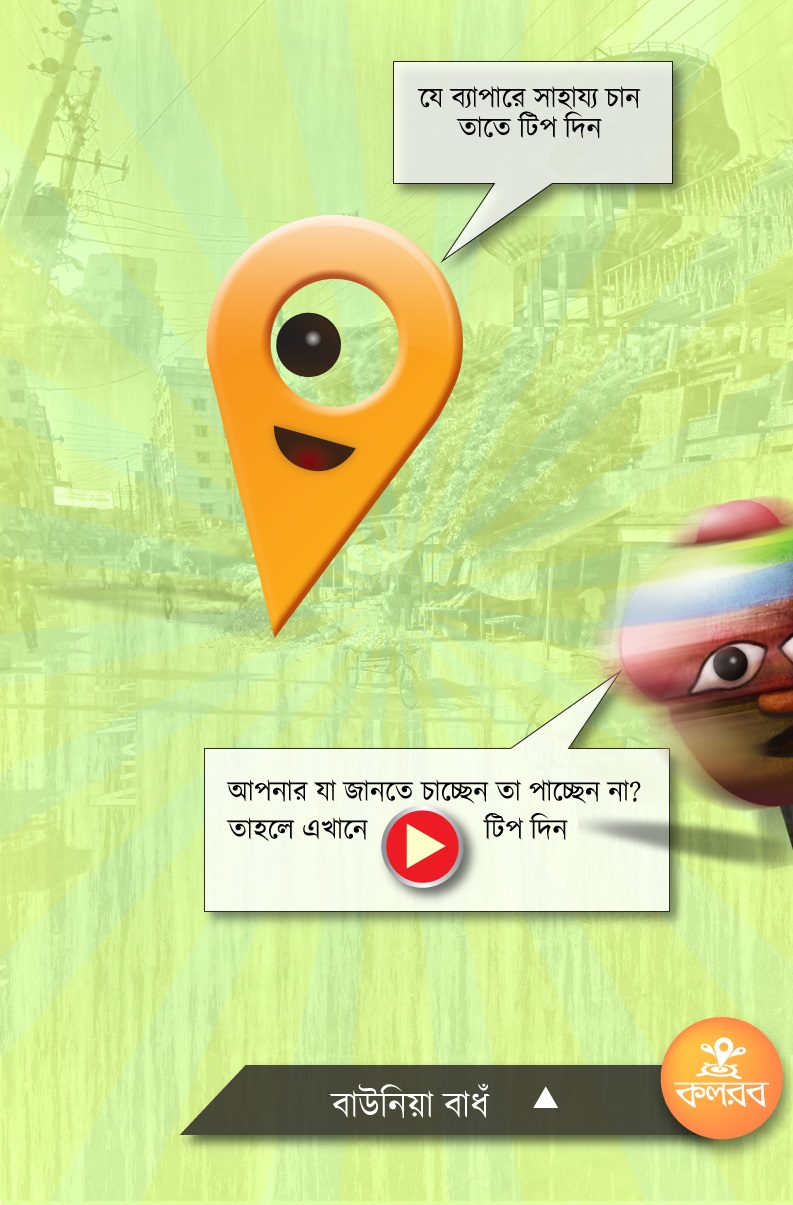 যে ব্যাপারে সাহায্য চান
তাতে টিপ দিন
আপনার যা জানতে চাচ্ছেন তা পাচ্ছেন না?
তাহলে এখানে টিপ দিন
বাউনিয়া বাধঁ
কলরব